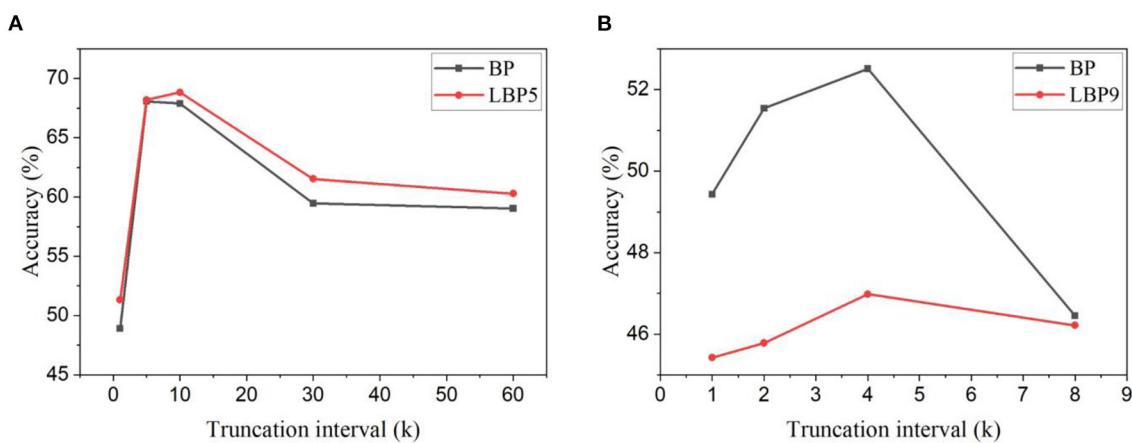 A
BP
LBP5
70
65
60
55
50
45
0 10 20 30 40 50 60
Accuracy (%)
Truncation interval (k)
B
BP
LBP9
52
50
48
46
0 1 2 3 4 5 6 7 8 9
Accuracy (%)
Truncation interval (k)